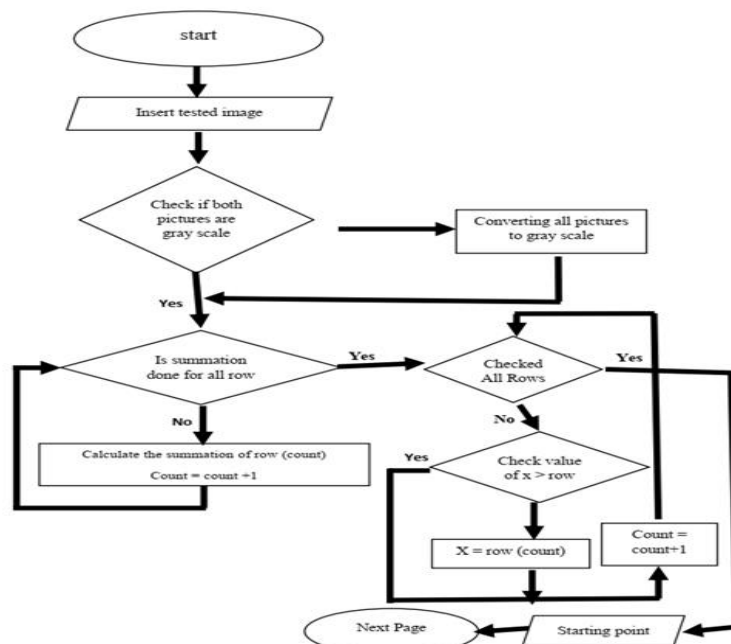 start
Insert tested image
Check if both
pictures are
gray scale
Converting all pictures
to gray scale
Yes
Is summation
done for all row
Yes
Checked
All Rows
Yes
No
No
Calculate the summation of row (count)
Count = count +1
Yes
Check value
of x > row
X = row (count)
Count =
count+1
Next Page
Starting point